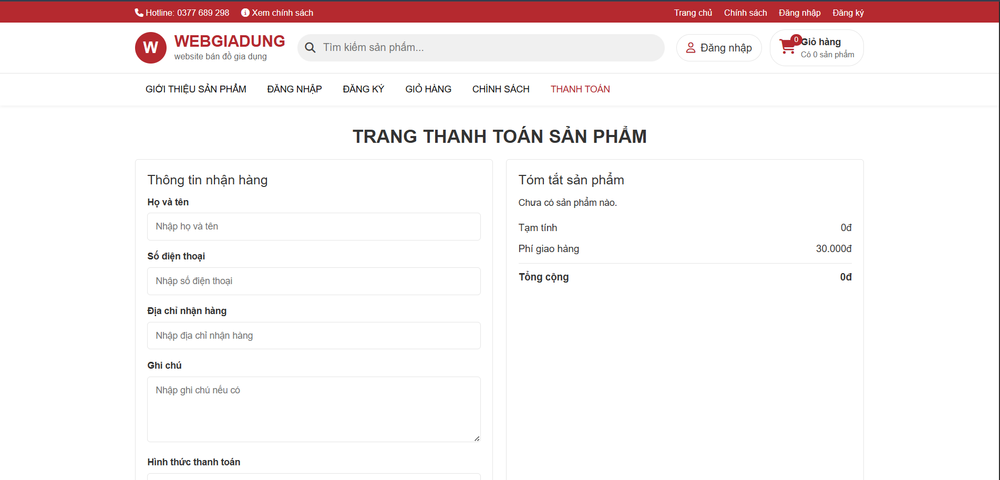 Hotline: 0377 689 298 Xem chính sách Trang chủ Chính sách Đăng nhập Đăng ký
W
WEBGIADUNG
website bán đồ gia dụng
Tìm kiếm sản phẩm...
Đăng nhập
0
Giỏ hàng
Có 0 sản phẩm
GIỚI THIỆU SẢN PHẨM ĐĂNG NHẬP ĐĂNG KÝ GIỎ HÀNG CHÍNH SÁCH THANH TOÁN
TRANG THANH TOÁN SẢN PHẨM
Thông tin nhận hàng
Họ và tên
Nhập họ và tên
Số điện thoại
Nhập số điện thoại
Địa chỉ nhận hàng
Nhập địa chỉ nhận hàng
Ghi chú
Nhập ghi chú nếu có
Hình thức thanh toán
Tóm tắt sản phẩm
Chưa có sản phẩm nào.
Tạm tính 0đ
Phí giao hàng 30.000đ
Tổng cộng 0đ